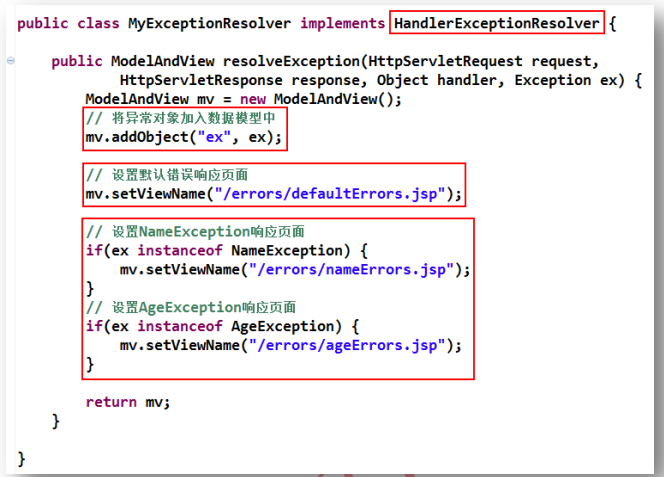 public class MyExceptionResolver implements HandlerExceptionResolver {
public ModelAndView resolveException(HttpServletRequest request,
HttpServletResponse response, Object handler, Exception ex) {
ModelAndView mv = new ModelAndView();
// 将异常对象加入数据模型中
mv.addObject("ex", ex);
// 设置默认错误响应页面
mv.setViewName("/errors/defaultErrors.jsp");
// 设置NameException响应页面
if(ex instanceof NameException) {
mv.setViewName("/errors/nameErrors.jsp");
}
// 设置AgeException响应页面
if(ex instanceof AgeException) {
mv.setViewName("/errors/ageErrors.jsp");
}
return mv;
}
}